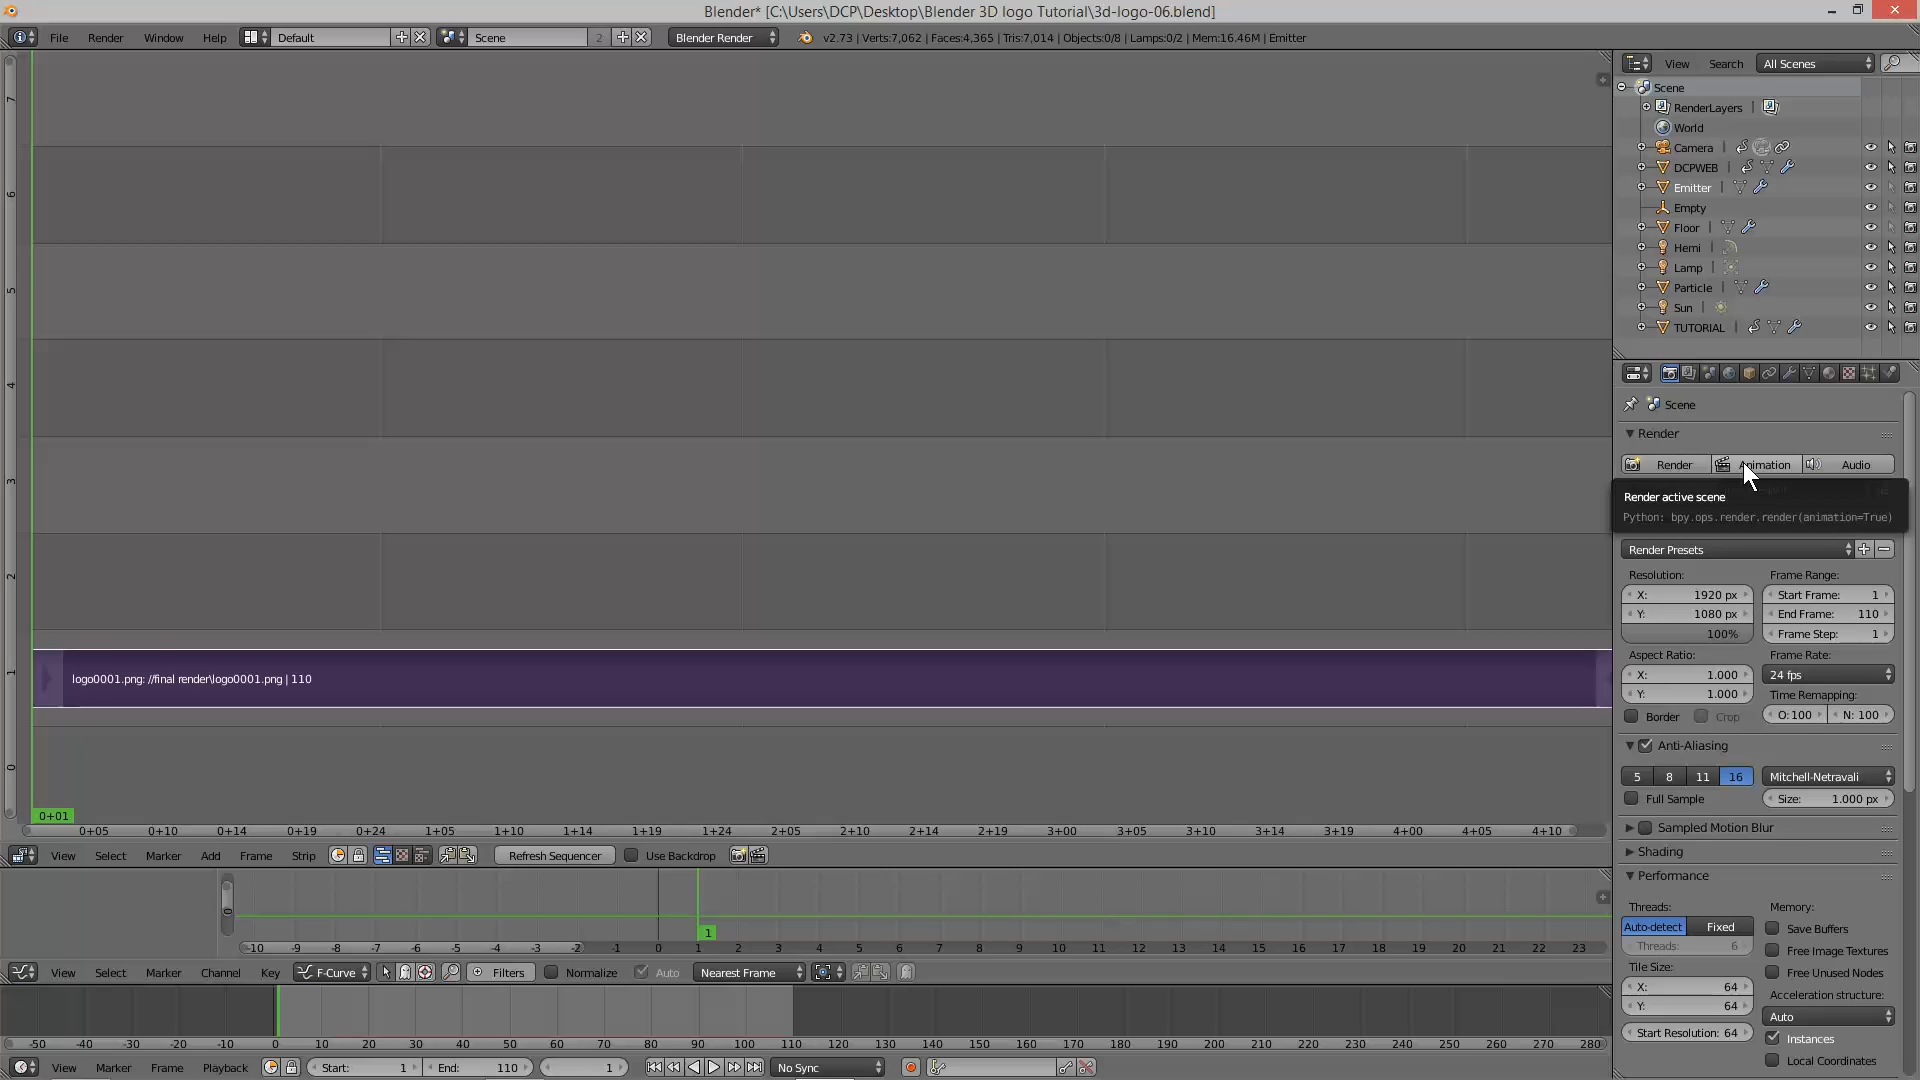 Blender* [C:\Users\DCP\Desktop\Blender 3D logo Tutorial\3d-logo-06.blend]
File Render Window Help Default Scene 2 Blender Render v2.73 | Verts:7,062 | Faces:4,365 | Tris:7,014 | Objects:0/8 | Lamps:0/2 | Mem:16.46M | Emitter
View Search All Scenes
Scene
RenderLayers |
World
Camera |
DCPWEB |
Emitter |
Empty
Floor |
Hemi |
Lamp |
Particle |
Sun |
TUTORIAL |
Scene
Render
Render Animation Audio
Render active scene
Python: bpy.ops.render.render(animation=True)
Render Presets
Resolution: Frame Range:
X: 1920 px Start Frame: 1
Y: 1080 px End Frame: 110
100% Frame Step: 1
Aspect Ratio: Frame Rate:
X: 1.000 24 fps
Y: 1.000 Time Remapping:
Border Crop O:100 N: 100
Anti-Aliasing
5 8 11 16 Mitchell-Netravali
Full Sample Size: 1.000 px
Sampled Motion Blur
Shading
Performance
Threads: Memory:
Auto-detect Fixed Save Buffers
Threads: 6 Free Image Textures
Tile Size: Free Unused Nodes
X: 64 Acceleration structure:
Y: 64 Auto
Start Resolution: 64 Instances
Local Coordinates
7
6
5
4
3
2
1
0
logo0001.png: //final render\logo0001.png | 110
0+01
0+05 0+10 0+14 0+19 0+24 1+05 1+10 1+14 1+19 1+24 2+05 2+10 2+14 2+19 2+24 3+00 3+05 3+10 3+14 3+19 4+00 4+05 4+10
View Select Marker Add Frame Strip Refresh Sequencer Use Backdrop
0
1
-10 -9 -8 -7 -6 -5 -4 -3 -2 -1 0 1 2 3 4 5 6 7 8 9 10 11 12 13 14 15 16 17 18 19 20 21 22 23
View Select Marker Channel Key F-Curve Filters Normalize Auto Nearest Frame
-50 -40 -30 -20 -10 0 10 20 30 40 50 60 70 80 90 100 110 120 130 140 150 160 170 180 190 200 210 220 230 240 250 260 270 280
View Marker Frame Playback Start: 1 End: 110 1 No Sync